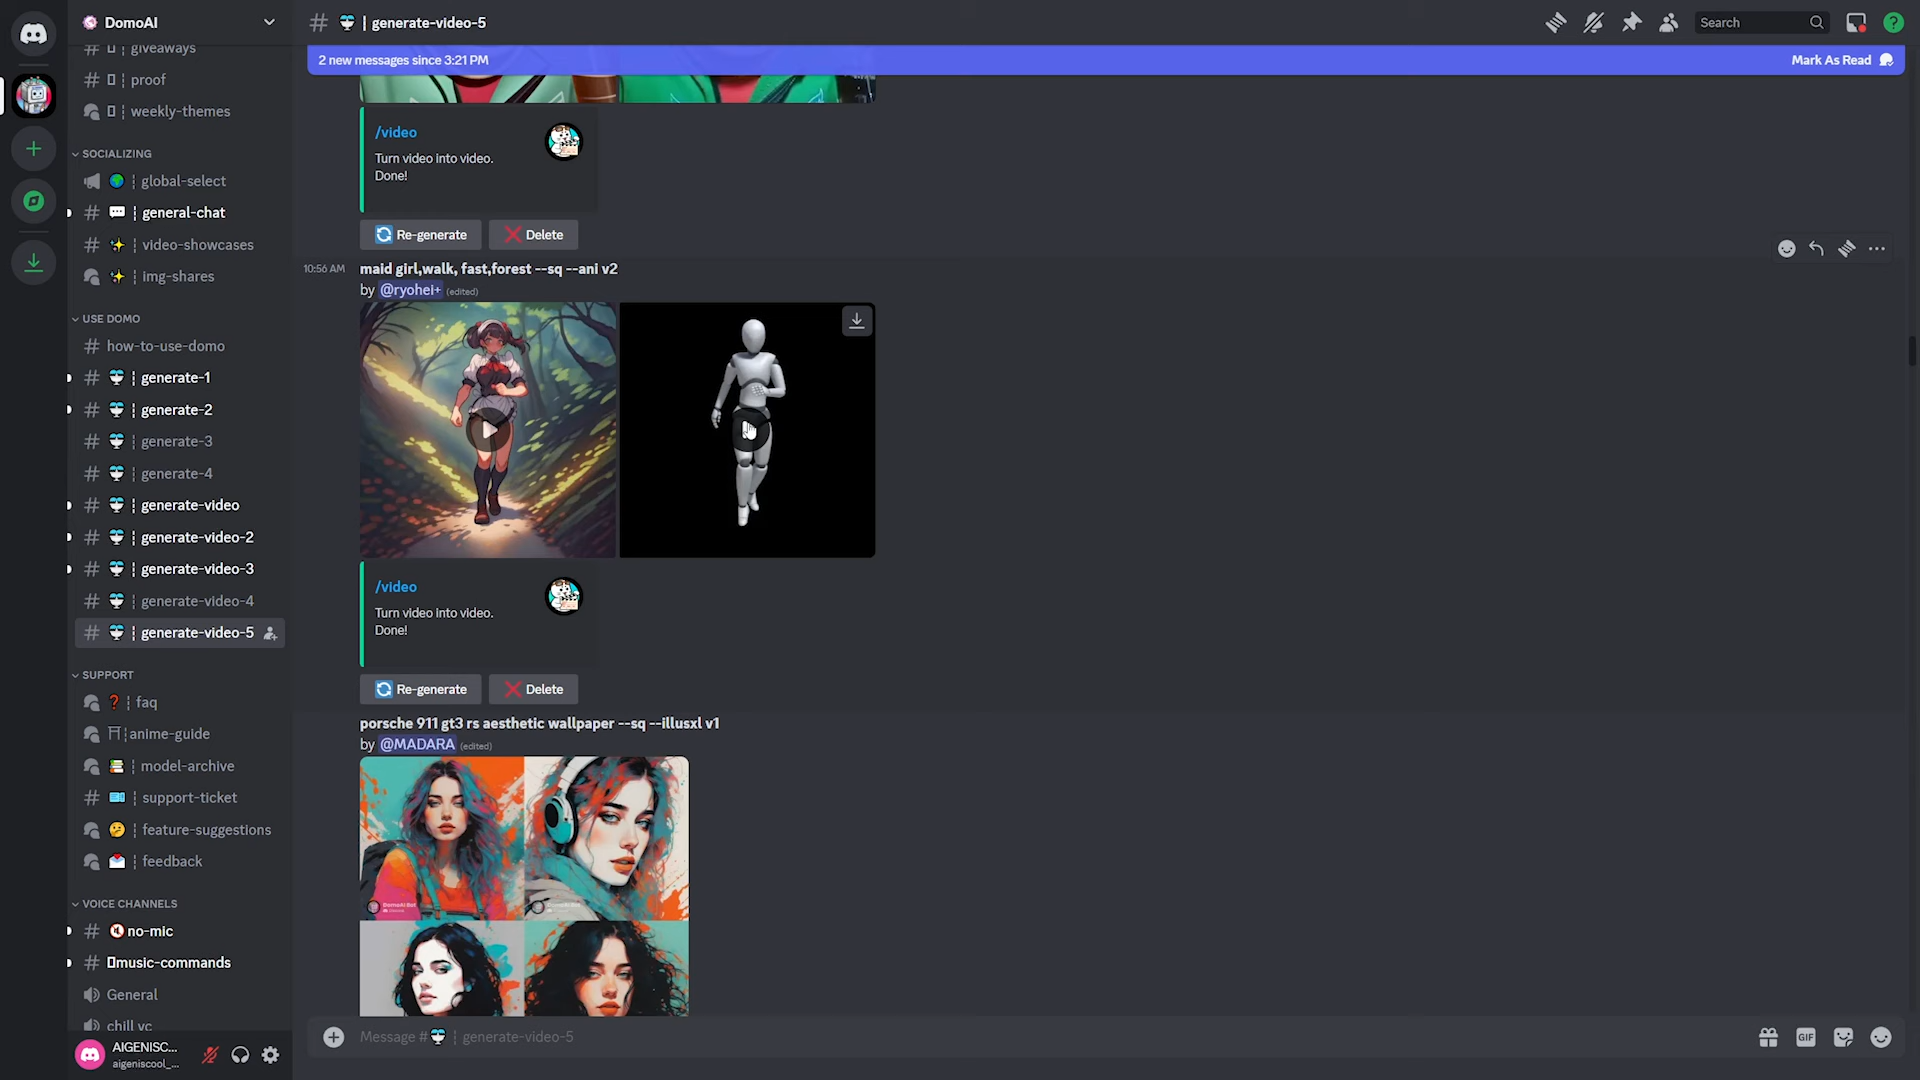 DomoAI
giveaways
proof
weekly-themes
SOCIALIZING
global-select
general-chat
video-showcases
img-shares
USE DOMO
how-to-use-domo
generate-1
generate-2
generate-3
generate-4
generate-video
generate-video-2
generate-video-3
generate-video-4
generate-video-5
SUPPORT
faq
anime-guide
model-archive
support-ticket
feature-suggestions
feedback
VOICE CHANNELS
no-mic
music-commands
General
chill vc
AIGENISC...
aigeniscool_...
generate-video-5
Search
2 new messages since 3:21 PM
Mark As Read
/video
Turn video into video.
Done!
Re-generate
Delete
10:56 AM
maid girl,walk, fast,forest --sq --ani v2
by @ryohei+ (edited)
/video
Turn video into video.
Done!
Re-generate
Delete
porsche 911 gt3 rs aesthetic wallpaper --sq --illusxl v1
by @MADARA (edited)
DomoAI Bot
DomoAI Bot
Message # | generate-video-5
GIF